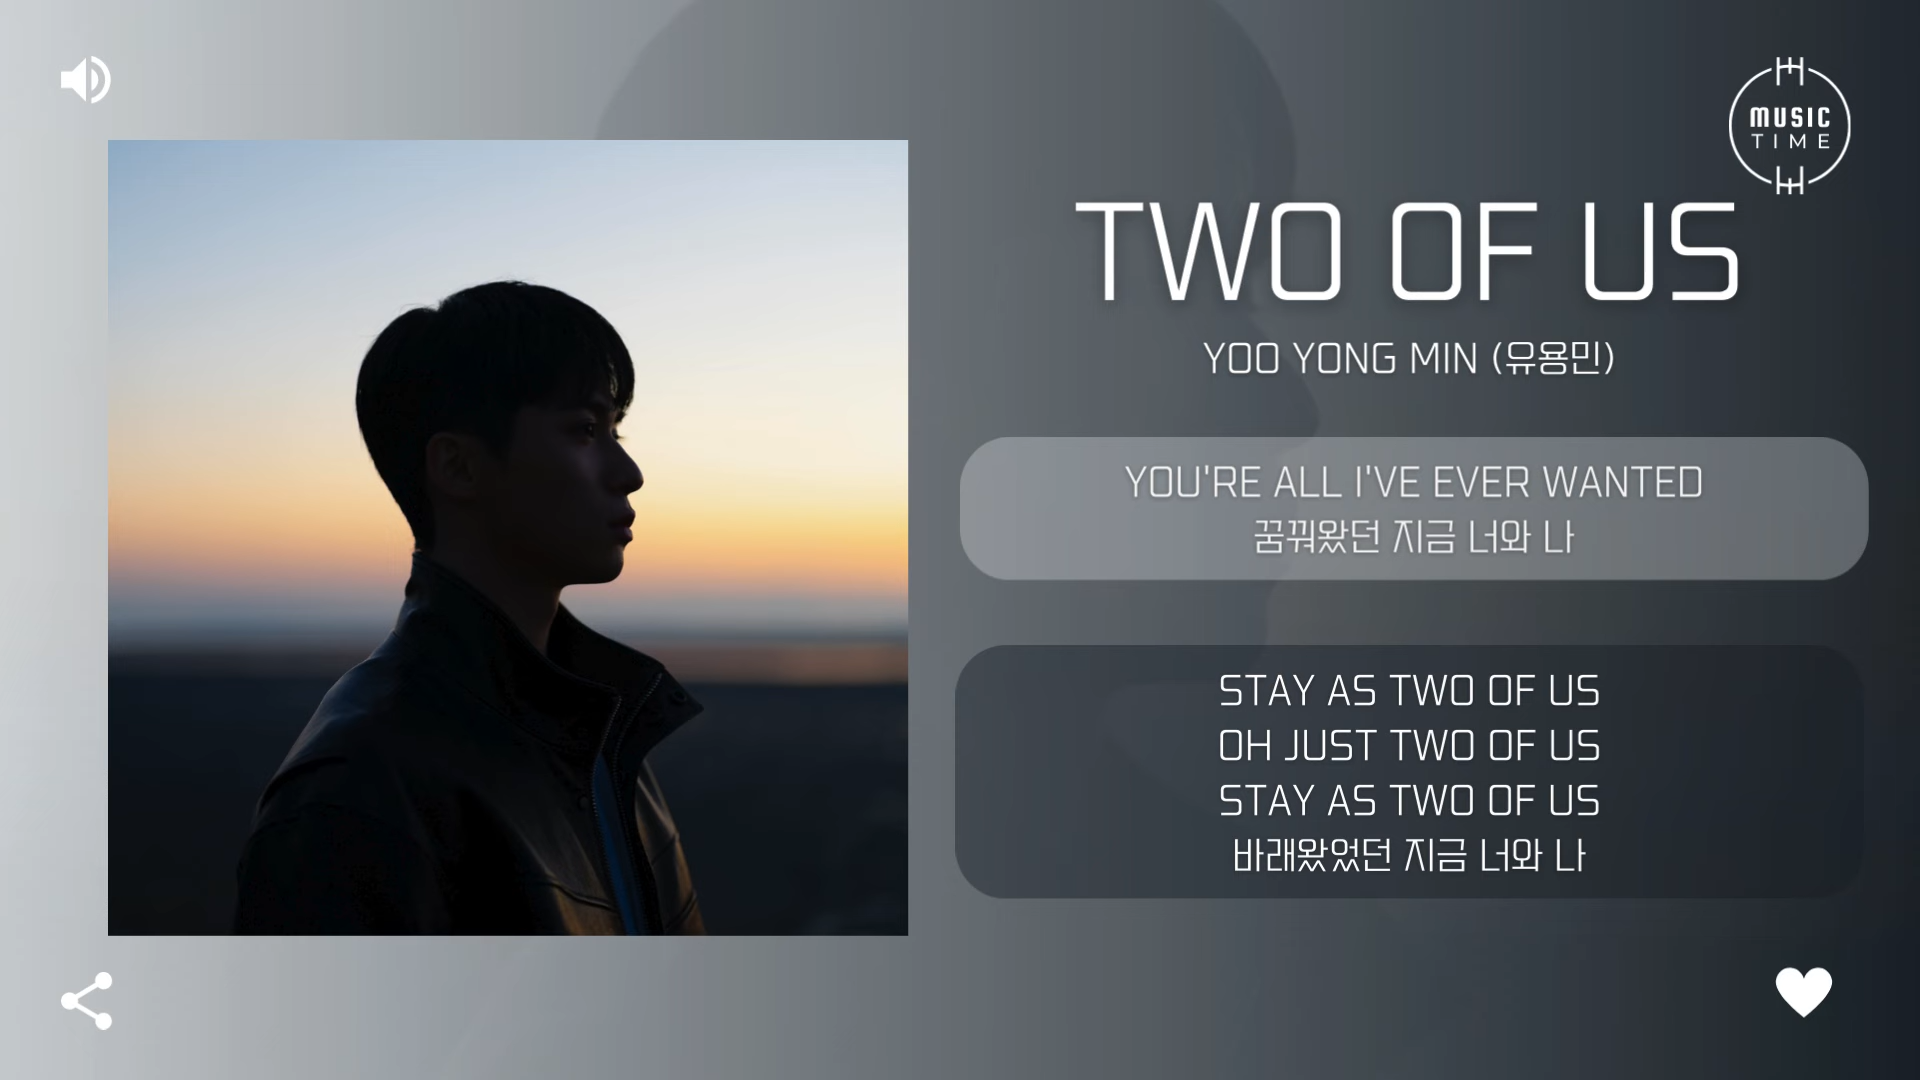 MUSIC
TIME
TWO OF US
YOO YONG MIN (유용민)
YOU'RE ALL I'VE EVER WANTED
꿈꿔왔던 지금 너와 나
STAY AS TWO OF US
OH JUST TWO OF US
STAY AS TWO OF US
바래왔었던 지금 너와 나